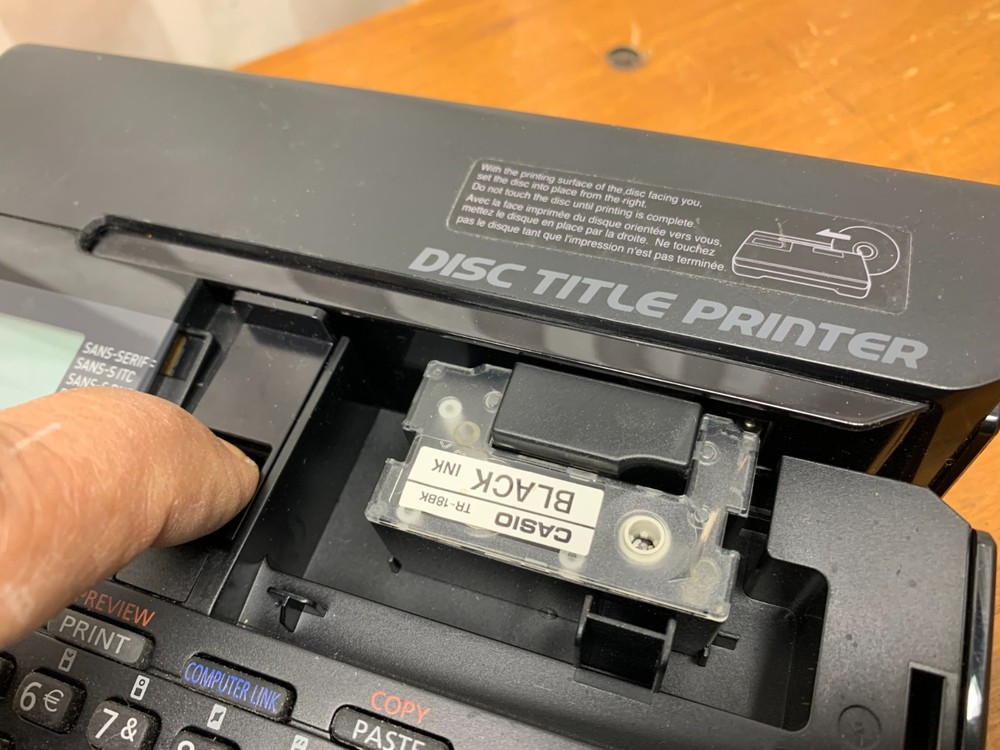 With the printing surface of the disc facing you,
set the disc into place from the right.
Do not touch the disc until printing is complete.
Avec la face imprimée du disque orientée vers vous,
mettez le disque en place par la droite. Ne touchez
pas le disque tant que l'impression n'est pas terminée.
DISC TITLE PRINTER
SANS-SERIF
SANS-S ITC
SANS-S
CASIO
TR-18BK
BLACK INK
PREVIEW
PRINT
COMPUTER LINK
COPY
PASTE
6 €
7 &